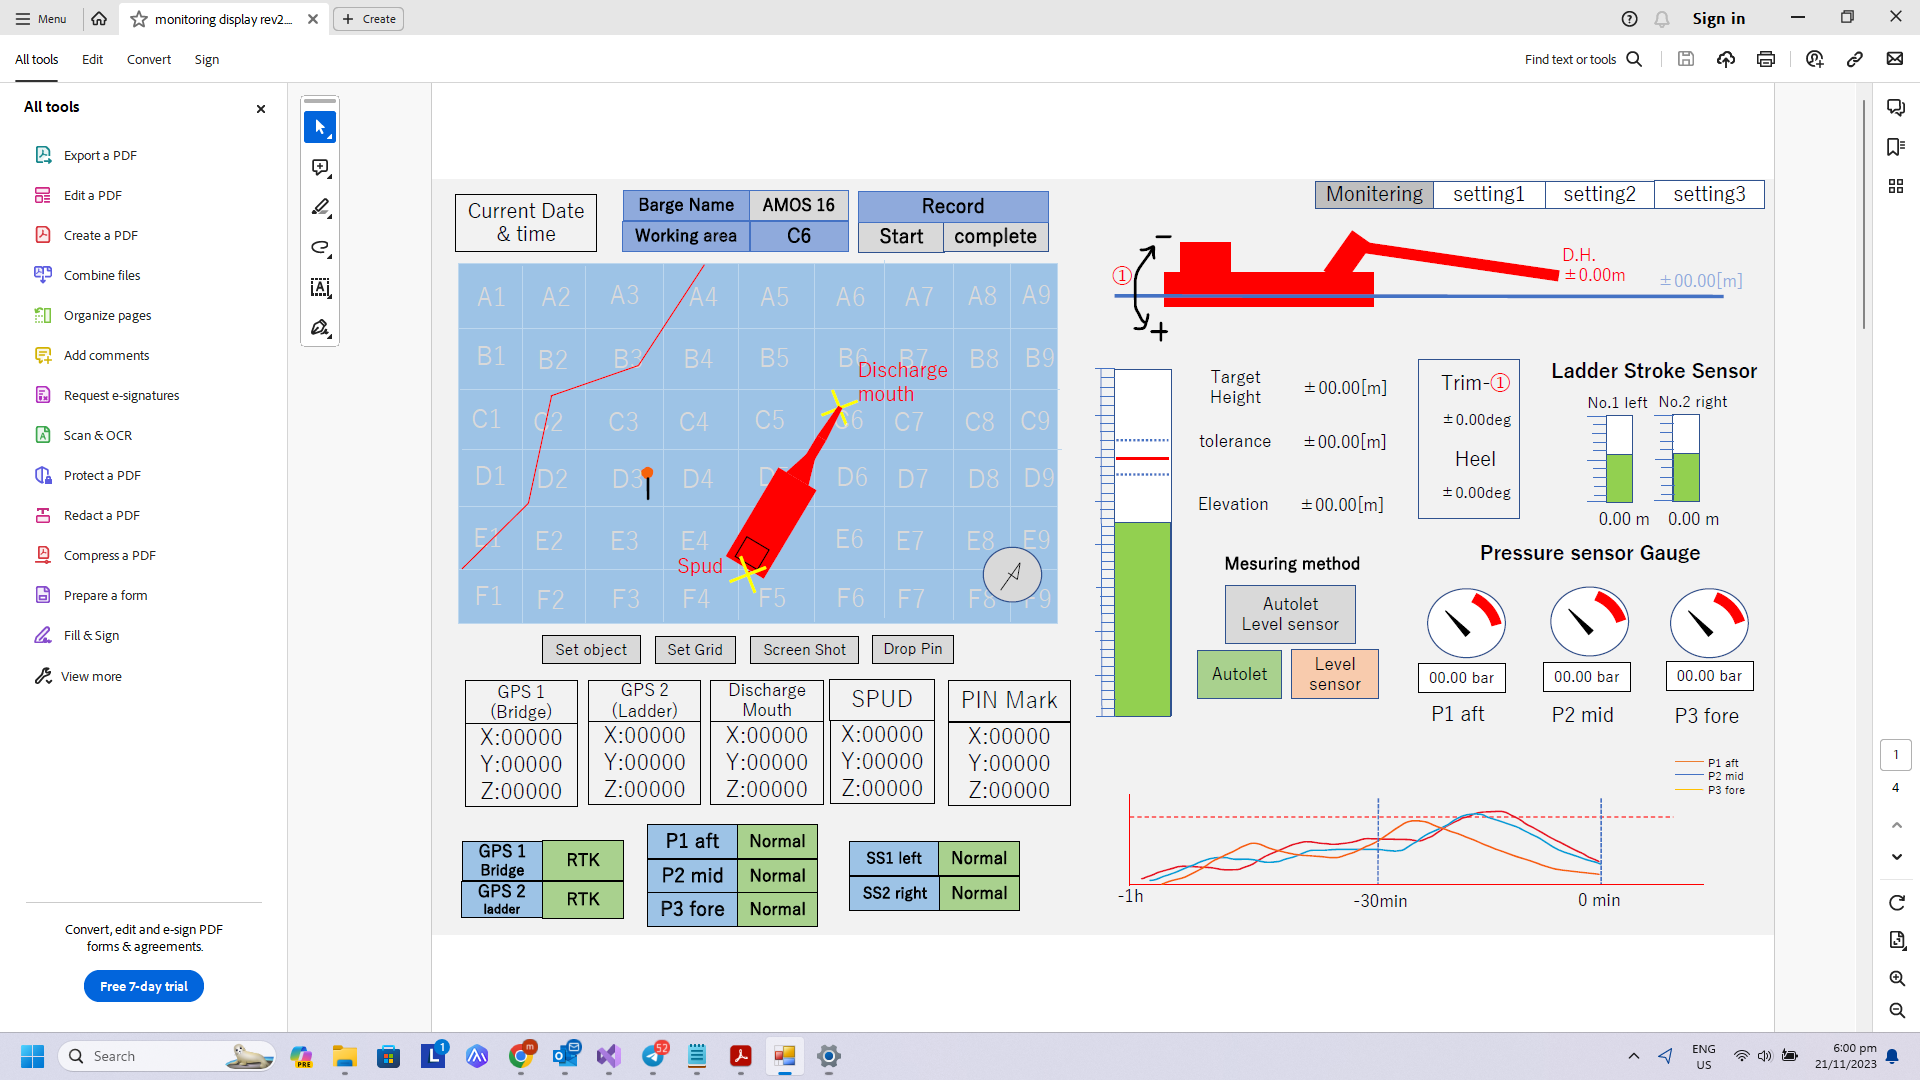 Menu
monitoring display rev2...
Create
Sign in
All tools
Edit
Convert
Sign
Find text or tools
All tools
Export a PDF
Edit a PDF
Create a PDF
Combine files
Organize pages
Add comments
Request e-signatures
Scan & OCR
Protect a PDF
Redact a PDF
Compress a PDF
Prepare a form
Fill & Sign
View more
Convert, edit and e-sign PDF
forms & agreements.
Free 7-day trial
Current Date
& time
Barge Name AMOS 16
Working area C6
Record
Start complete
Monitering setting1 setting2 setting3
A1 A2 A3 A4 A5 A6 A7 A8 A9
B1 B2 B3 B4 B5 B6 B7 B8 B9
Discharge
mouth
C1 C2 C3 C4 C5 C6 C7 C8 C9
D1 D2 D3 D4 D6 D7 D8 D9
E1 E2 E3 E4 E6 E7 E8 E9
Spud
F1 F2 F3 F4 F5 F6 F7 F8 F9
Set object Set Grid Screen Shot Drop Pin
GPS 1
(Bridge)
X:00000
Y:00000
Z:00000
GPS 2
(Ladder)
X:00000
Y:00000
Z:00000
Discharge
Mouth
X:00000
Y:00000
Z:00000
SPUD
X:00000
Y:00000
Z:00000
PIN Mark
X:00000
Y:00000
Z:00000
GPS 1
Bridge
RTK
GPS 2
ladder
RTK
P1 aft Normal
P2 mid Normal
P3 fore Normal
SS1 left Normal
SS2 right Normal
−
①
+
D.H.
±0.00m
±00.00[m]
Target
Height
±00.00[m]
tolerance ±00.00[m]
Elevation ±00.00[m]
Trim-①
±0.00deg
Heel
±0.00deg
Ladder Stroke Sensor
No.1 left No.2 right
0.00 m 0.00 m
Mesuring method
Autolet
Level sensor
Autolet
Level
sensor
Pressure sensor Gauge
00.00 bar 00.00 bar 00.00 bar
P1 aft P2 mid P3 fore
P1 aft
P2 mid
P3 fore
-1h -30min 0 min
1
4
Search
PRE
L
1
m
52
ENG
US
6:00 pm
21/11/2023